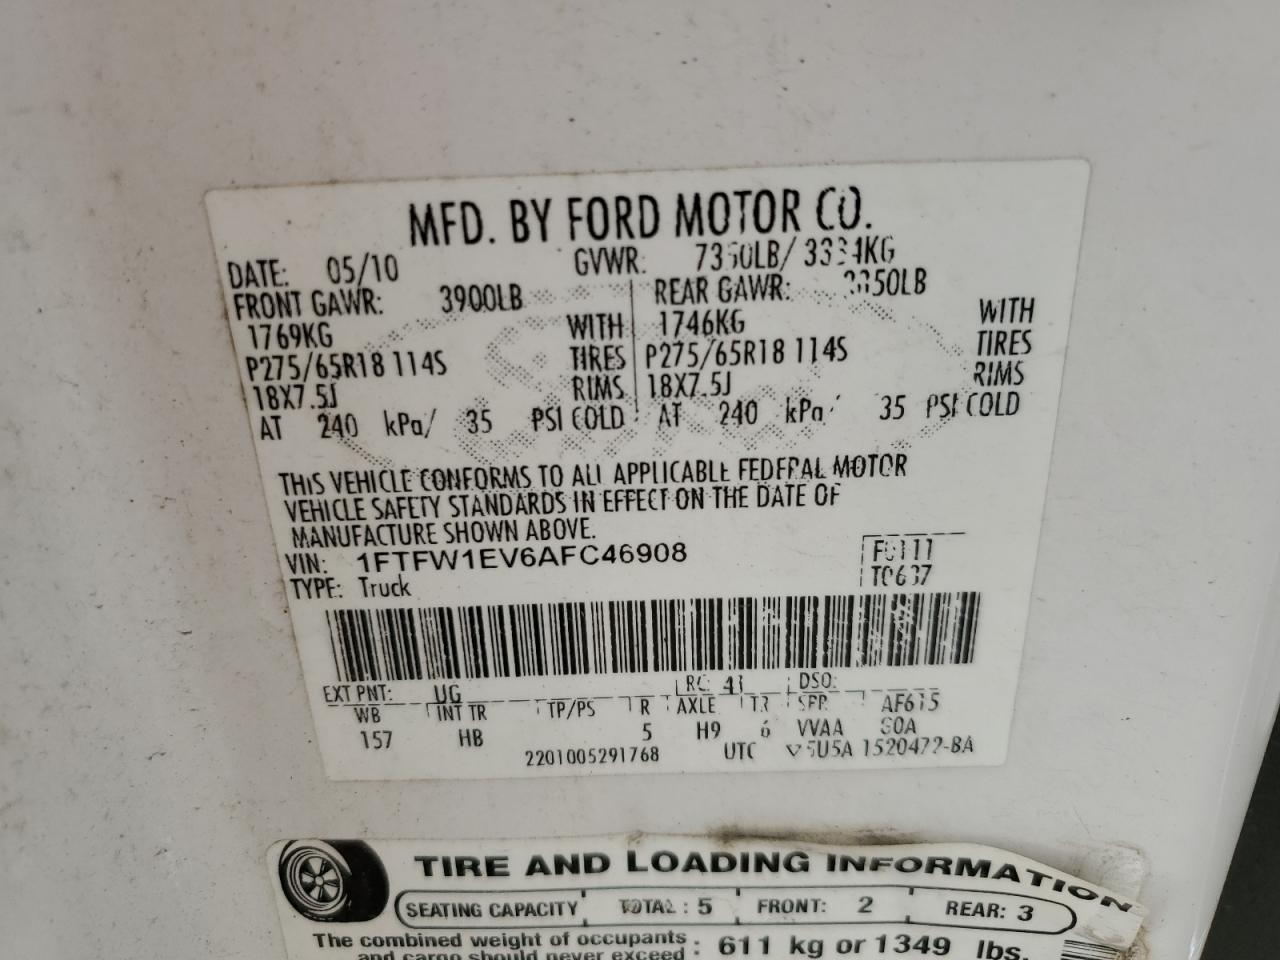 MFD. BY FORD MOTOR CO.
DATE: 05/10 GVWR: 7350LB/ 3334KG
FRONT GAWR: 3900LB REAR GAWR: 3850LB
1769KG WITH 1746KG WITH
P275/65R18 114S TIRES P275/65R18 114S TIRES
18X7.5J RIMS 18X7.5J RIMS
AT 240 kPa/ 35 PSI COLD AT 240 kPa/ 35 PSI COLD
THIS VEHICLE CONFORMS TO ALL APPLICABLE FEDERAL MOTOR
VEHICLE SAFETY STANDARDS IN EFFECT ON THE DATE OF
MANUFACTURE SHOWN ABOVE.
VIN: 1FTFW1EV6AFC46908
TYPE: Truck
T0637
EXT PNT: UG RC: 41 DSO:
WB INT TR TP/PS R AXLE TR SPR AF615
157 HB 5 H9 6 VVAA
2201005291768 UTC
TIRE AND LOADING INFORMATION
SEATING CAPACITY TOTAL : 5 FRONT: 2 REAR: 3
The combined weight of occupants
and cargo should never exceed : 611 kg or 1349 lbs.